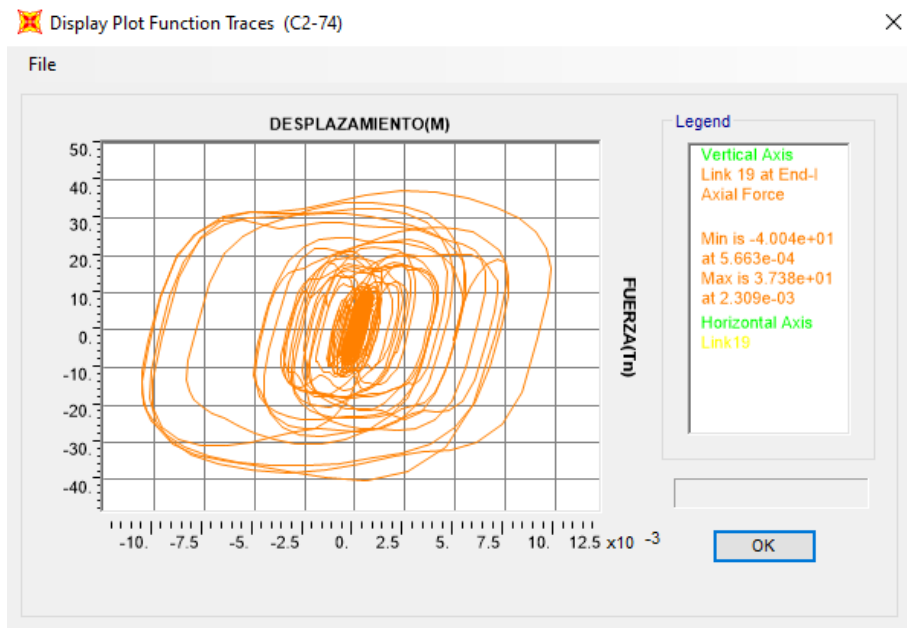 Display Plot Function Traces (C2-74)
File
DESPLAZAMIENTO(M)
50.
40.
30.
20.
10.
0.
-10.
-20.
-30.
-40.
-10. -7.5 -5. -2.5 0. 2.5 5. 7.5 10. 12.5 x10 -3
FUERZA(Tn)
Legend
Vertical Axis
Link 19 at End-I
Axial Force
Min is -4.004e+01
at 5.663e-04
Max is 3.738e+01
at 2.309e-03
Horizontal Axis
Link19
OK